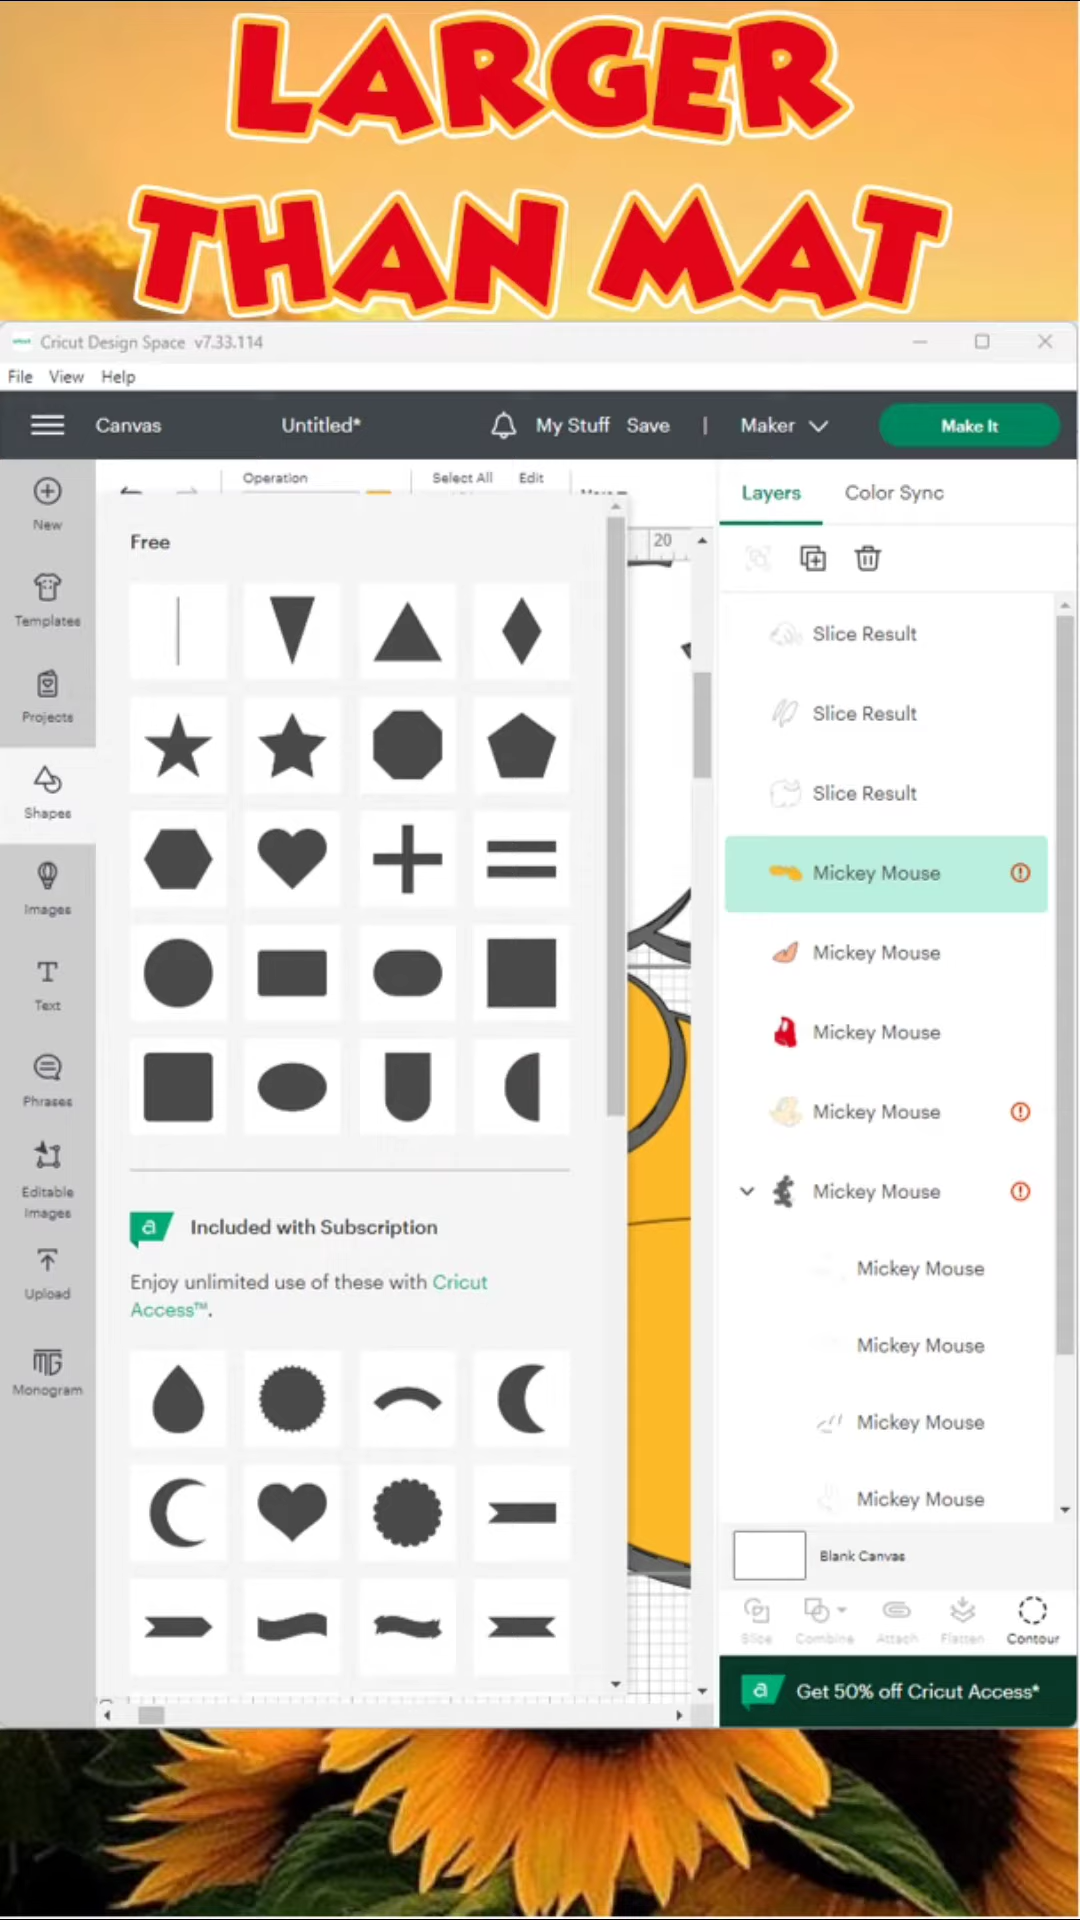 LARGER
THAN MAT
Cricut Design Space v7.33.114
File View Help
Canvas Untitled* My Stuff Save | Maker Make It
New
Templates
Projects
Shapes
Images
Text
Phrases
Editable
Images
Upload
Monogram
Operation Select All Edit
20
Free
Included with Subscription
Enjoy unlimited use of these with Cricut
Access™.
Layers Color Sync
Slice Result
Slice Result
Slice Result
Mickey Mouse
Mickey Mouse
Mickey Mouse
Mickey Mouse
Mickey Mouse
Mickey Mouse
Mickey Mouse
Mickey Mouse
Mickey Mouse
Blank Canvas
Slice Combine Attach Flatten Contour
a Get 50% off Cricut Access*